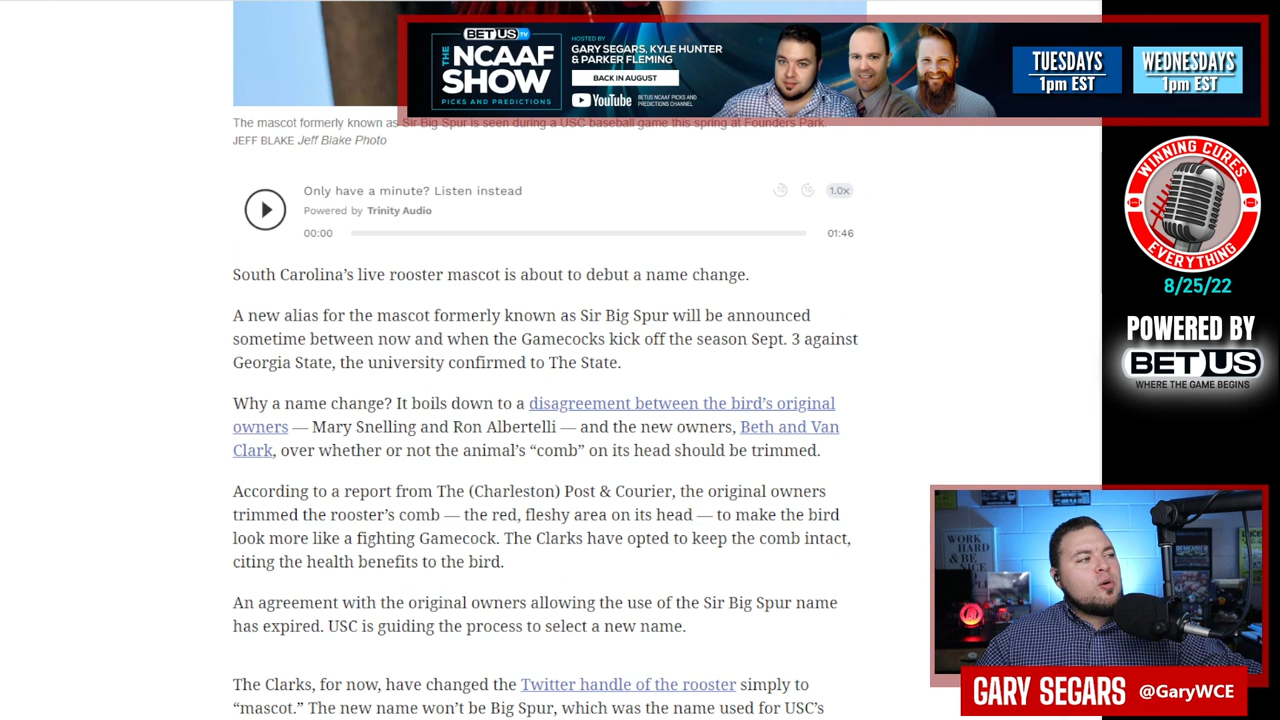 BETUS TV
THE NCAAF SHOW
PICKS AND PREDICTIONS
HOSTED BY
GARY SEGARS, KYLE HUNTER
& PARKER FLEMING
BACK IN AUGUST
YouTube BETUS NCAAF PICKS AND
PREDICTIONS CHANNEL
TUESDAYS
1pm EST
WEDNESDAYS
1pm EST
The mascot formerly known as Sir Big Spur is seen during a USC baseball game this spring at Founders Park.
JEFF BLAKE Jeff Blake Photo
Only have a minute? Listen instead
Powered by Trinity Audio
10 10 1.0x
00:00 01:46
South Carolina’s live rooster mascot is about to debut a name change.
A new alias for the mascot formerly known as Sir Big Spur will be announced
sometime between now and when the Gamecocks kick off the season Sept. 3 against
Georgia State, the university confirmed to The State.
Why a name change? It boils down to a disagreement between the bird’s original
owners — Mary Snelling and Ron Albertelli — and the new owners, Beth and Van
Clark, over whether or not the animal’s “comb” on its head should be trimmed.
According to a report from The (Charleston) Post & Courier, the original owners
trimmed the rooster’s comb — the red, fleshy area on its head — to make the bird
look more like a fighting Gamecock. The Clarks have opted to keep the comb intact,
citing the health benefits to the bird.
An agreement with the original owners allowing the use of the Sir Big Spur name
has expired. USC is guiding the process to select a new name.
The Clarks, for now, have changed the Twitter handle of the rooster simply to
“mascot.” The new name won’t be Big Spur, which was the name used for USC’s
WINNING CURES
EVERYTHING
8/25/22
POWERED BY
BETUS
WHERE THE GAME BEGINS
WORK
HARD &
BE NICE
GARY SEGARS @GaryWCE